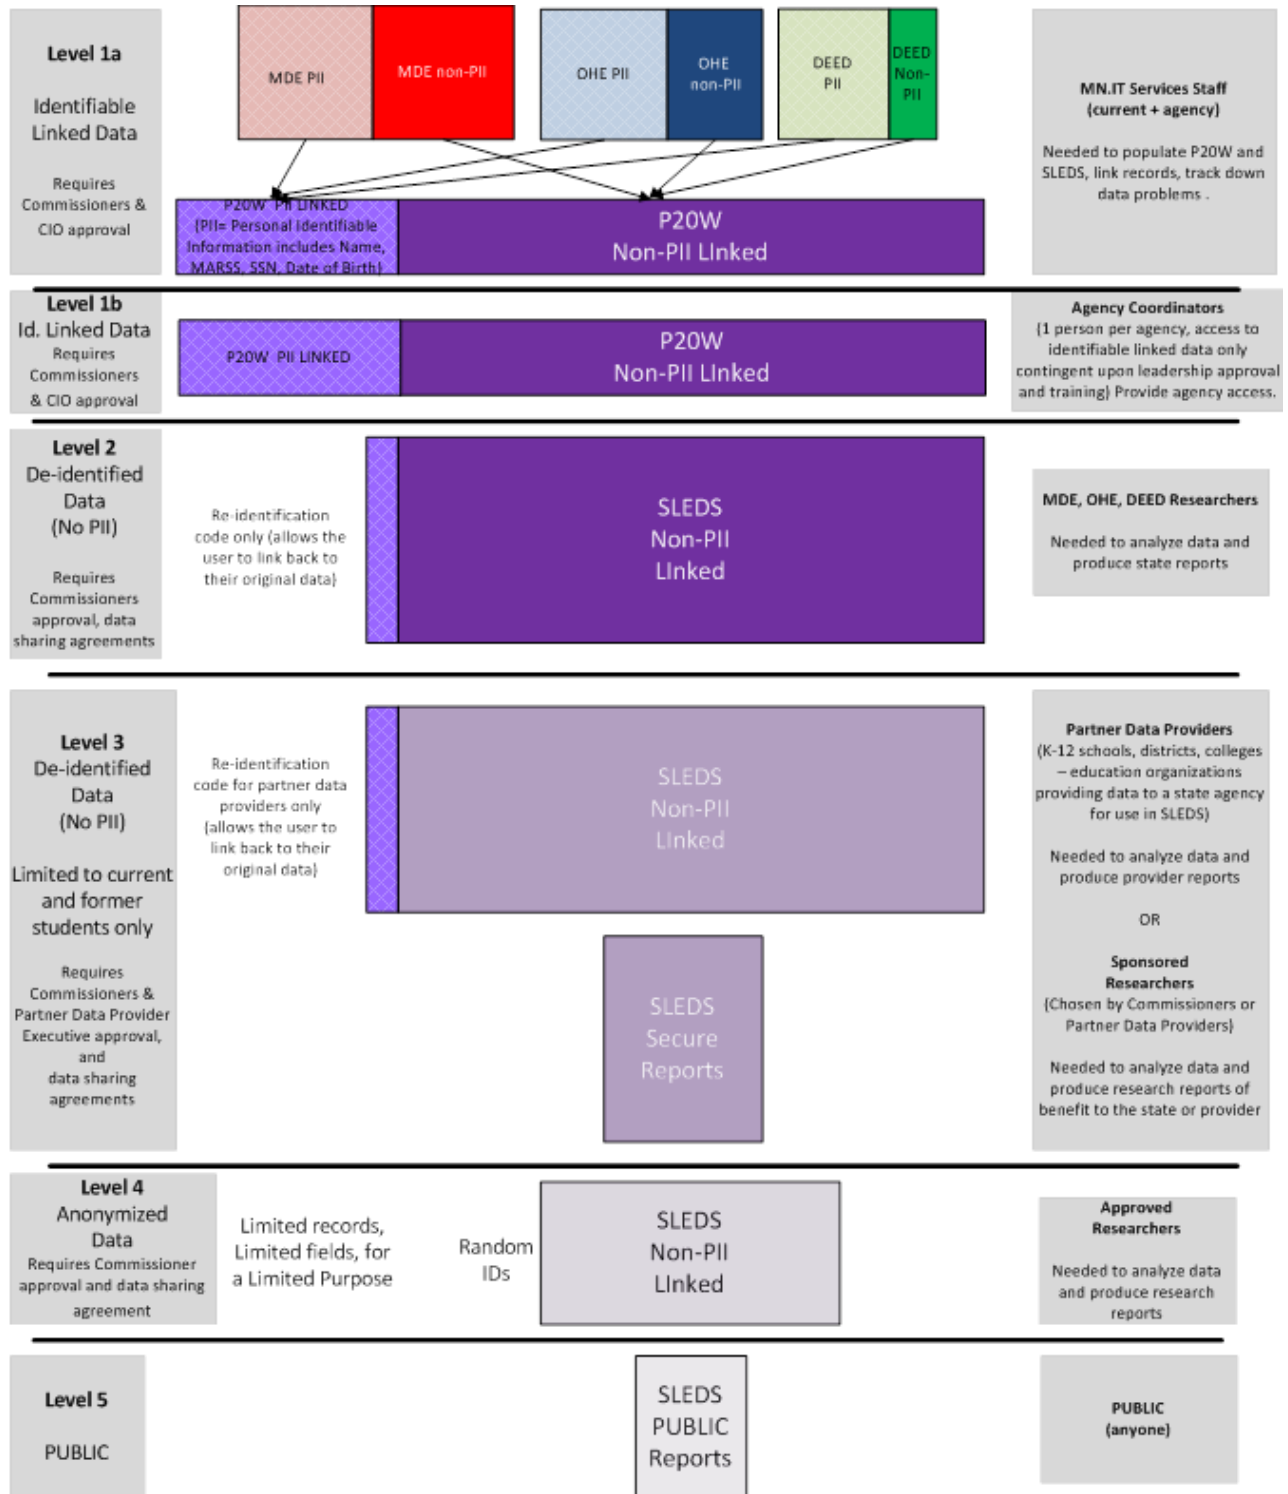 Level 1a
Identifiable
Linked Data
Requires
Commissioners &
CIO approval
MDE PII
MDE non-PII
OHE PII
OHE
non-PII
DEED
PII
DEED
Non-
PII
P20W PII LINKED
(PII= Personal Identifiable
Information includes Name,
MARSS, SSN, Date of Birth)
P20W
Non-PII LInked
MN.IT Services Staff
(current + agency)
Needed to populate P20W and
SLEDS, link records, track down
data problems .
Level 1b
Id. Linked Data
Requires
Commissioners
& CIO approval
P20W PII LINKED
P20W
Non-PII LInked
Agency Coordinators
(1 person per agency, access to
identifiable linked data only
contingent upon leadership approval
and training) Provide agency access.
Level 2
De-identified
Data
(No PII)
Requires
Commissioners
approval, data
sharing agreements
Re-identification
code only (allows the
user to link back to
their original data)
SLEDS
Non-PII
LInked
MDE, OHE, DEED Researchers
Needed to analyze data and
produce state reports
Level 3
De-identified
Data
(No PII)
Limited to current
and former
students only
Requires
Commissioners &
Partner Data Provider
Executive approval,
and
data sharing
agreements
Re-identification
code for partner data
providers only
(allows the user to
link back to their
original data)
SLEDS
Non-PII
LInked
SLEDS
Secure
Reports
Partner Data Providers
(K-12 schools, districts, colleges
– education organizations
providing data to a state agency
for use in SLEDS)
Needed to analyze data and
produce provider reports
OR
Sponsored
Researchers
(Chosen by Commissioners or
Partner Data Providers)
Needed to analyze data and
produce research reports of
benefit to the state or provider
Level 4
Anonymized
Data
Requires Commissioner
approval and data sharing
agreement
Limited records,
Limited fields, for
a Limited Purpose
Random
IDs
SLEDS
Non-PII
LInked
Approved
Researchers
Needed to analyze data
and produce research
reports
Level 5
PUBLIC
SLEDS
PUBLIC
Reports
PUBLIC
(anyone)